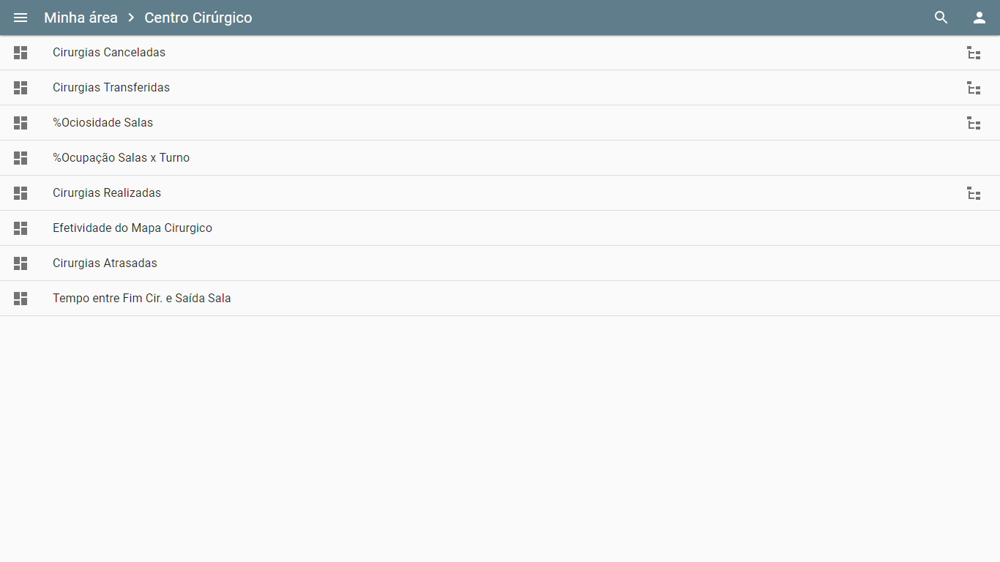 Minha área > Centro Cirúrgico
Cirurgias Canceladas
Cirurgias Transferidas
%Ociosidade Salas
%Ocupação Salas x Turno
Cirurgias Realizadas
Efetividade do Mapa Cirurgico
Cirurgias Atrasadas
Tempo entre Fim Cir. e Saída Sala